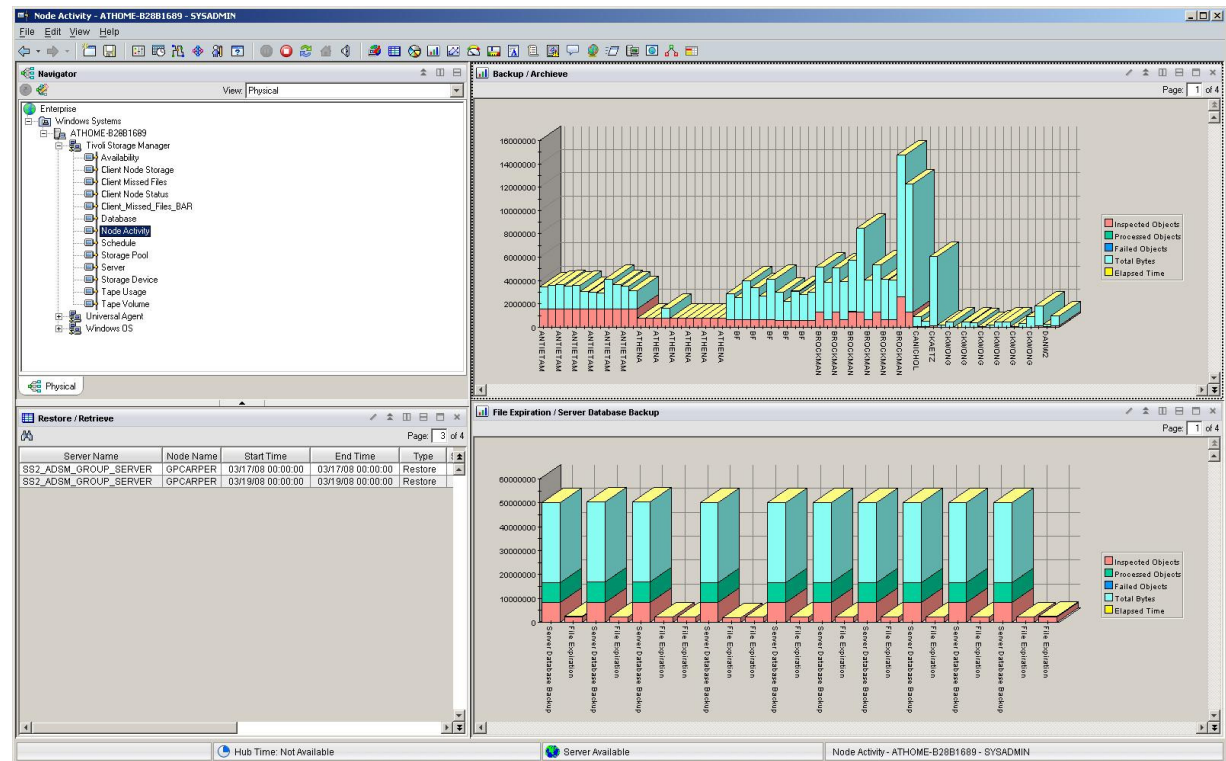 Node Activity - ATHOME-B28B1689 - SYSADMIN
File Edit View Help
Navigator
View: Physical
Enterprise
Windows Systems
ATHOME-B28B1689
Tivoli Storage Manager
Availability
Client Node Storage
Client Missed Files
Client Node Status
Client_Missed_Files_BAR
Database
Node Activity
Schedule
Storage Pool
Server
Storage Device
Tape Usage
Tape Volume
Universal Agent
Windows OS
Physical
Backup / Archieve
Page: 1 of 4
16000000
14000000
12000000
10000000
8000000
6000000
4000000
2000000
0
ANTIETAM
ANTIETAM
ANTIETAM
ANTIETAM
ANTIETAM
ANTIETAM
ATHENA
ATHENA
ATHENA
ATHENA
ATHENA
ATHENA
BF
BF
BF
BF
BF
BF
BROCKMAN
BROCKMAN
BROCKMAN
BROCKMAN
BROCKMAN
BROCKMAN
CANICHOL
CKAETZ
CKWONG
CKWONG
CKWONG
CKWONG
CKWONG
CKWONG
DANW2
Inspected Objects
Processed Objects
Failed Objects
Total Bytes
Elapsed Time
Restore / Retrieve
Page: 3 of 4
Server Name Node Name Start Time End Time Type
SS2_ADSM_GROUP_SERVER GPCARPER 03/17/08 00:00:00 03/17/08 00:00:00 Restore
SS2_ADSM_GROUP_SERVER GPCARPER 03/19/08 00:00:00 03/19/08 00:00:00 Restore
File Expiration / Server Database Backup
Page: 1 of 4
60000000
50000000
40000000
30000000
20000000
10000000
0
Server Database Backup
File Expiration
Server Database Backup
File Expiration
Server Database Backup
File Expiration
File Expiration
Server Database Backup
File Expiration
File Expiration
Server Database Backup
File Expiration
Server Database Backup
File Expiration
Server Database Backup
File Expiration
Server Database Backup
File Expiration
Server Database Backup
File Expiration
Server Database Backup
File Expiration
File Expiration
Inspected Objects
Processed Objects
Failed Objects
Total Bytes
Elapsed Time
Hub Time: Not Available
Server Available
Node Activity - ATHOME-B28B1689 - SYSADMIN